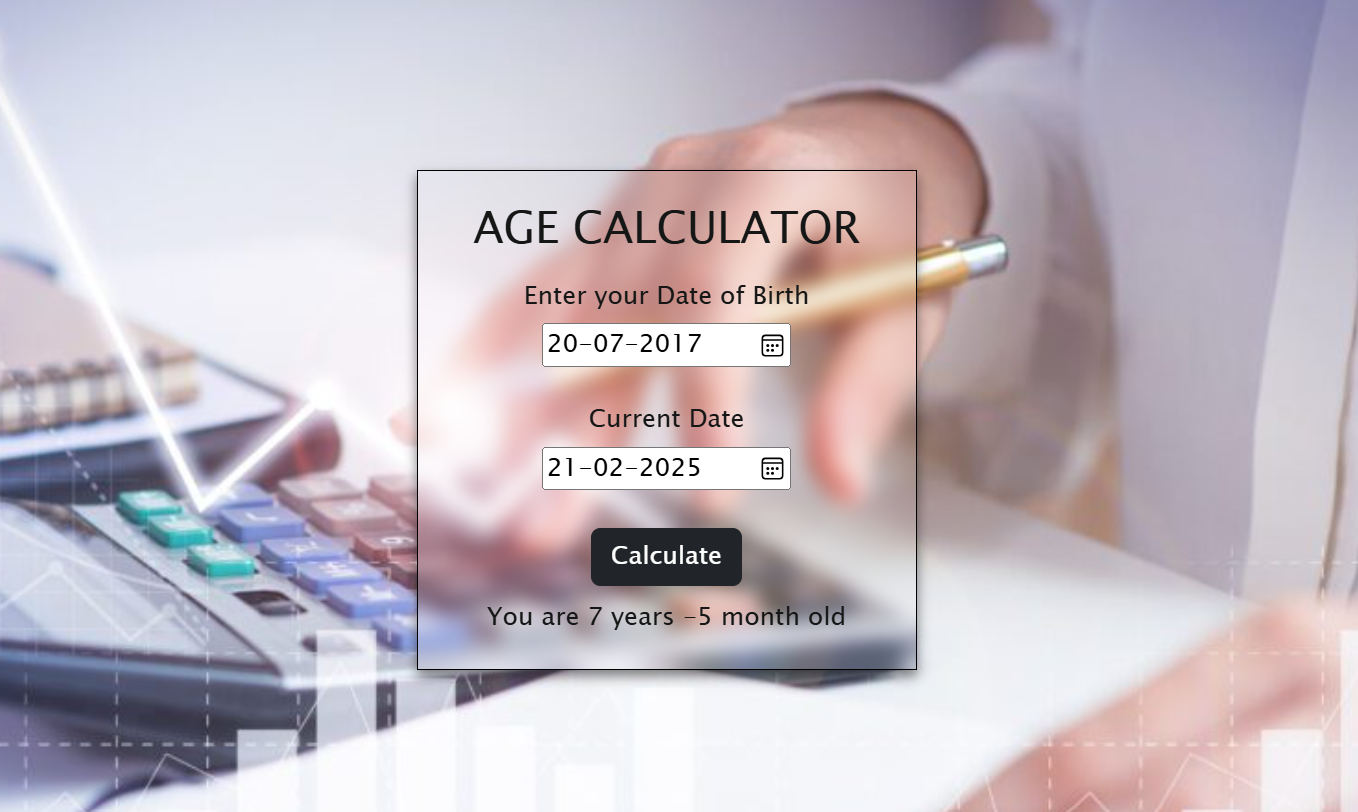 AGE CALCULATOR
Enter your Date of Birth
20-07-2017
Current Date
21-02-2025
Calculate
You are 7 years -5 month old